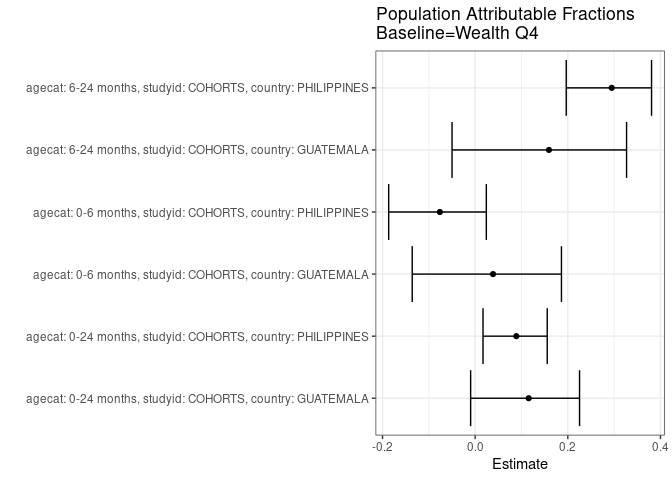 Population Attributable Fractions
Baseline=Wealth Q4
agecat: 6-24 months, studyid: COHORTS, country: PHILIPPINES
agecat: 6-24 months, studyid: COHORTS, country: GUATEMALA
agecat: 0-6 months, studyid: COHORTS, country: PHILIPPINES
agecat: 0-6 months, studyid: COHORTS, country: GUATEMALA
agecat: 0-24 months, studyid: COHORTS, country: PHILIPPINES
agecat: 0-24 months, studyid: COHORTS, country: GUATEMALA
-0.2 0.0 0.2 0.4
Estimate